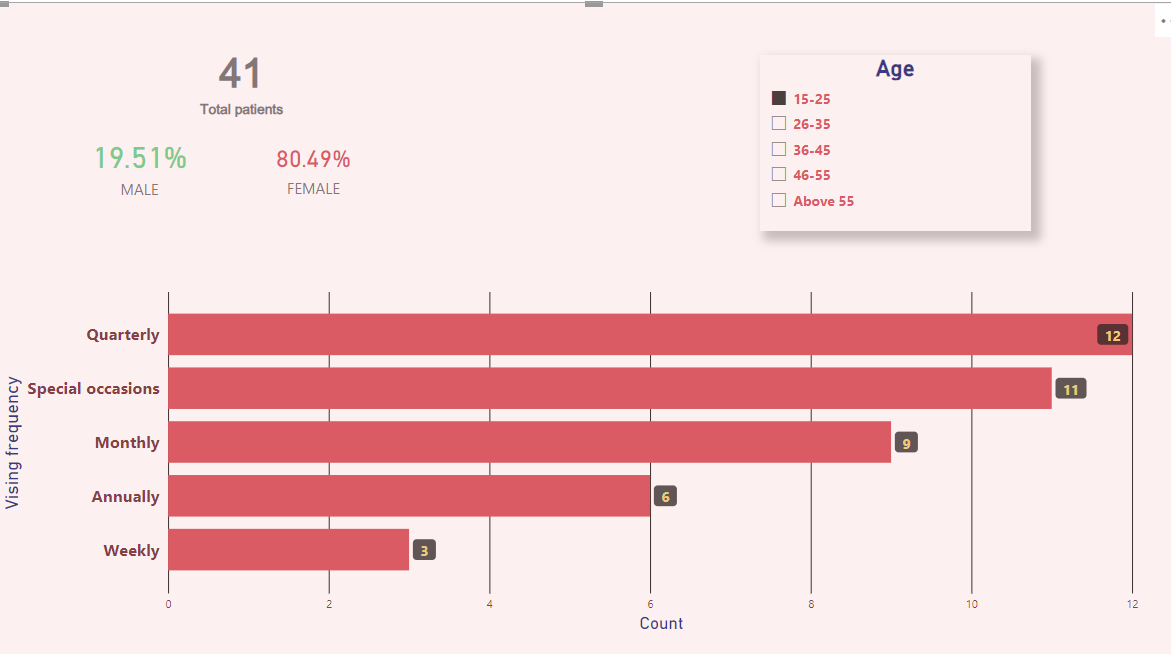 41
Total patients
19.51%
MALE
80.49%
FEMALE
Age
15-25
26-35
36-45
46-55
Above 55
Vising frequency
Quarterly
12
Special occasions
11
Monthly
9
Annually
6
Weekly
3
0 2 4 6 8 10 12
Count